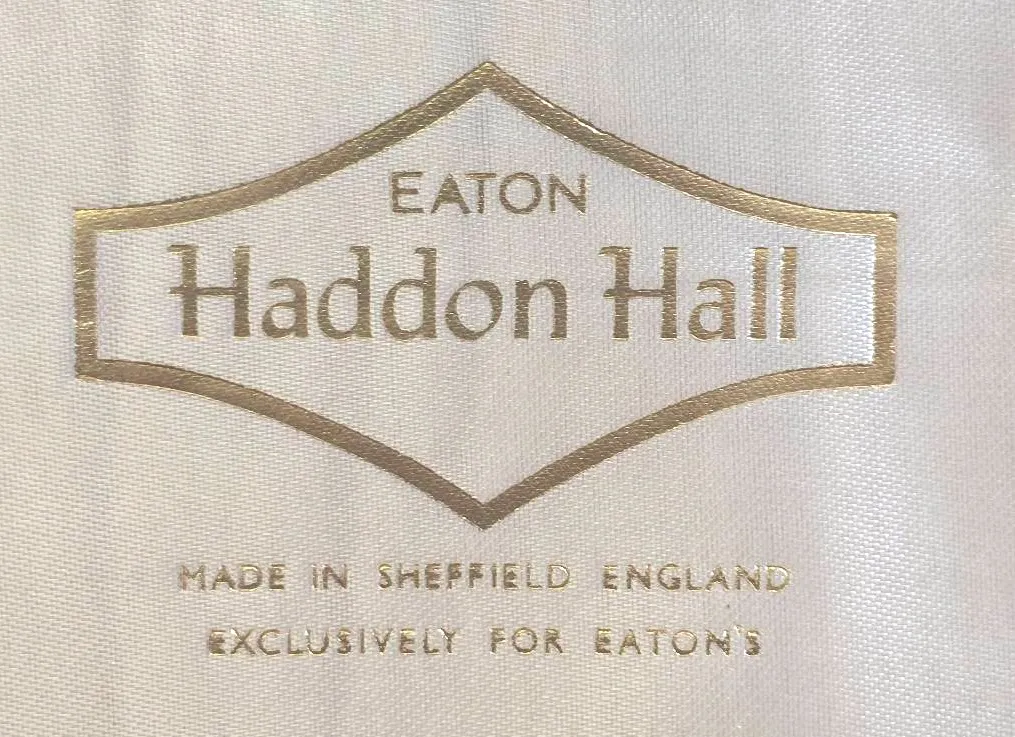 EATON
Haddon Hall
MADE IN SHEFFIELD ENGLAND
EXCLUSIVELY FOR EATON'S